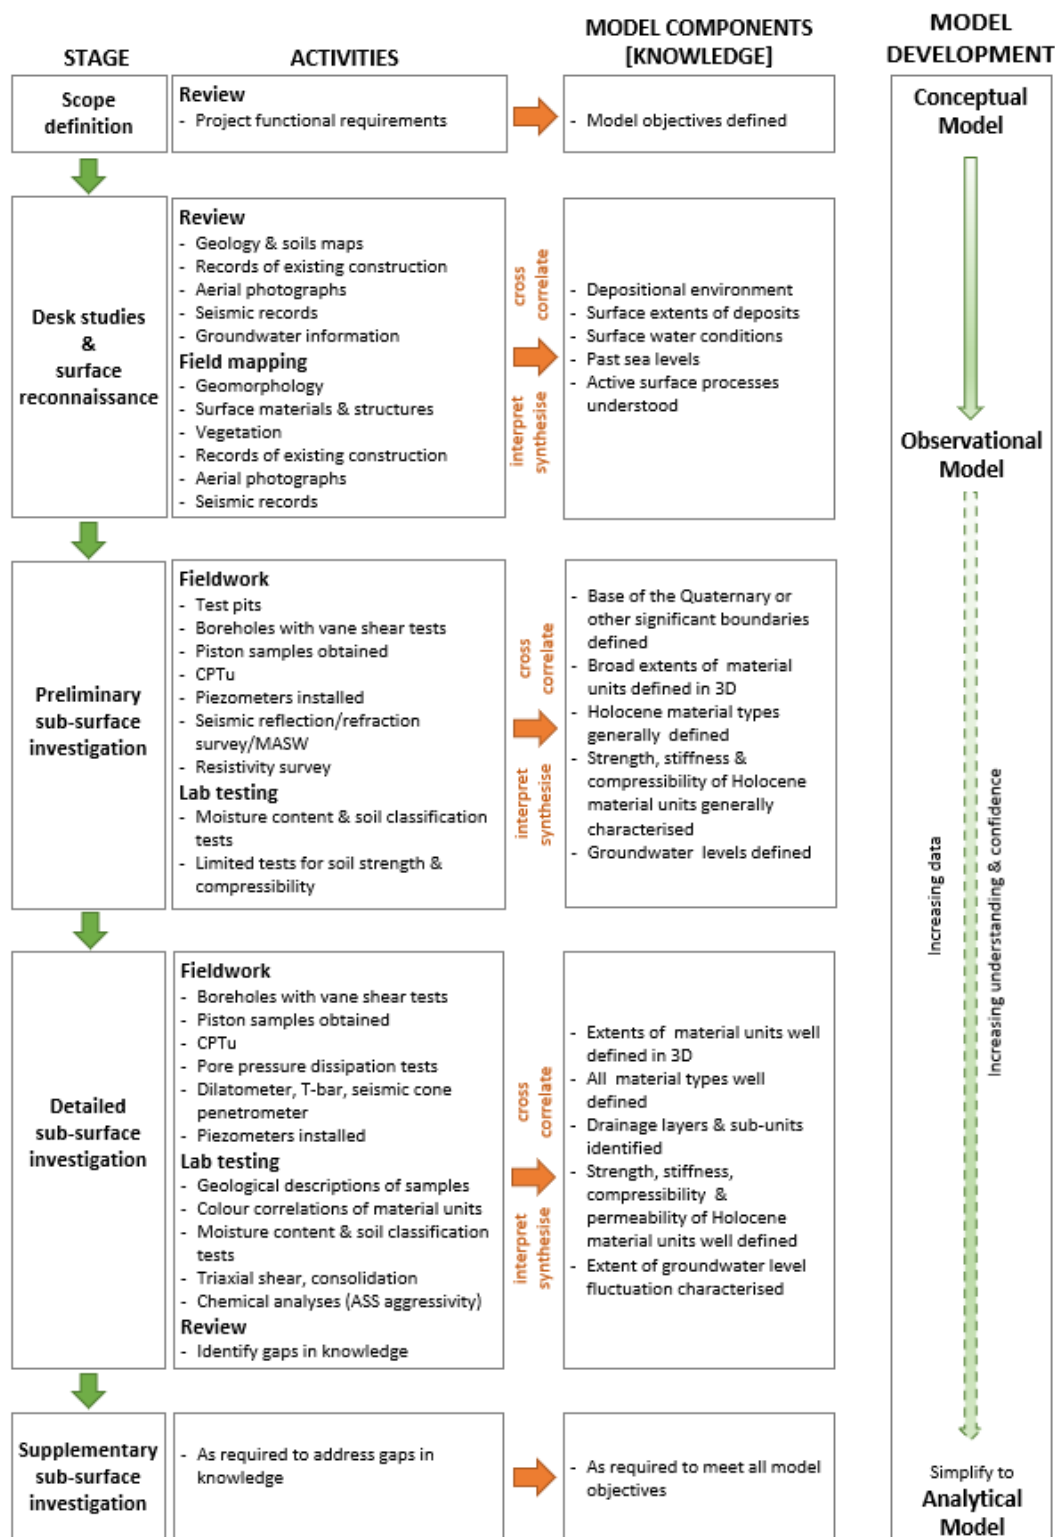 STAGE
ACTIVITIES
MODEL COMPONENTS
[KNOWLEDGE]
MODEL
DEVELOPMENT
Scope
definition
Review
- Project functional requirements
- Model objectives defined
Conceptual
Model
Desk studies
&
surface
reconnaissance
Review
- Geology & soils maps
- Records of existing construction
- Aerial photographs
- Seismic records
- Groundwater information
Field mapping
- Geomorphology
- Surface materials & structures
- Vegetation
- Records of existing construction
- Aerial photographs
- Seismic records
cross
correlate
interpret
synthesise
- Depositional environment
- Surface extents of deposits
- Surface water conditions
- Past sea levels
- Active surface processes
understood
Observational
Model
Preliminary
sub-surface
investigation
Fieldwork
- Test pits
- Boreholes with vane shear tests
- Piston samples obtained
- CPTu
- Piezometers installed
- Seismic reflection/refraction
survey/MASW
- Resistivity survey
Lab testing
- Moisture content & soil classification
tests
- Limited tests for soil strength &
compressibility
cross
correlate
interpret
synthesise
- Base of the Quaternary or
other significant boundaries
defined
- Broad extents of material
units defined in 3D
- Holocene material types
generally defined
- Strength, stiffness &
compressibility of Holocene
material units generally
characterised
- Groundwater levels defined
Increasing data
Increasing understanding & confidence
Detailed
sub-surface
investigation
Fieldwork
- Boreholes with vane shear tests
- Piston samples obtained
- CPTu
- Pore pressure dissipation tests
- Dilatometer, T-bar, seismic cone
penetrometer
- Piezometers installed
Lab testing
- Geological descriptions of samples
- Colour correlations of material units
- Moisture content & soil classification
tests
- Triaxial shear, consolidation
- Chemical analyses (ASS aggressivity)
Review
- Identify gaps in knowledge
cross
correlate
interpret
synthesise
- Extents of material units well
defined in 3D
- All material types well
defined
- Drainage layers & sub-units
identified
- Strength, stiffness,
compressibility &
permeability of Holocene
material units well defined
- Extent of groundwater level
fluctuation characterised
Supplementary
sub-surface
investigation
- As required to address gaps in
knowledge
- As required to meet all model
objectives
Simplify to
Analytical
Model